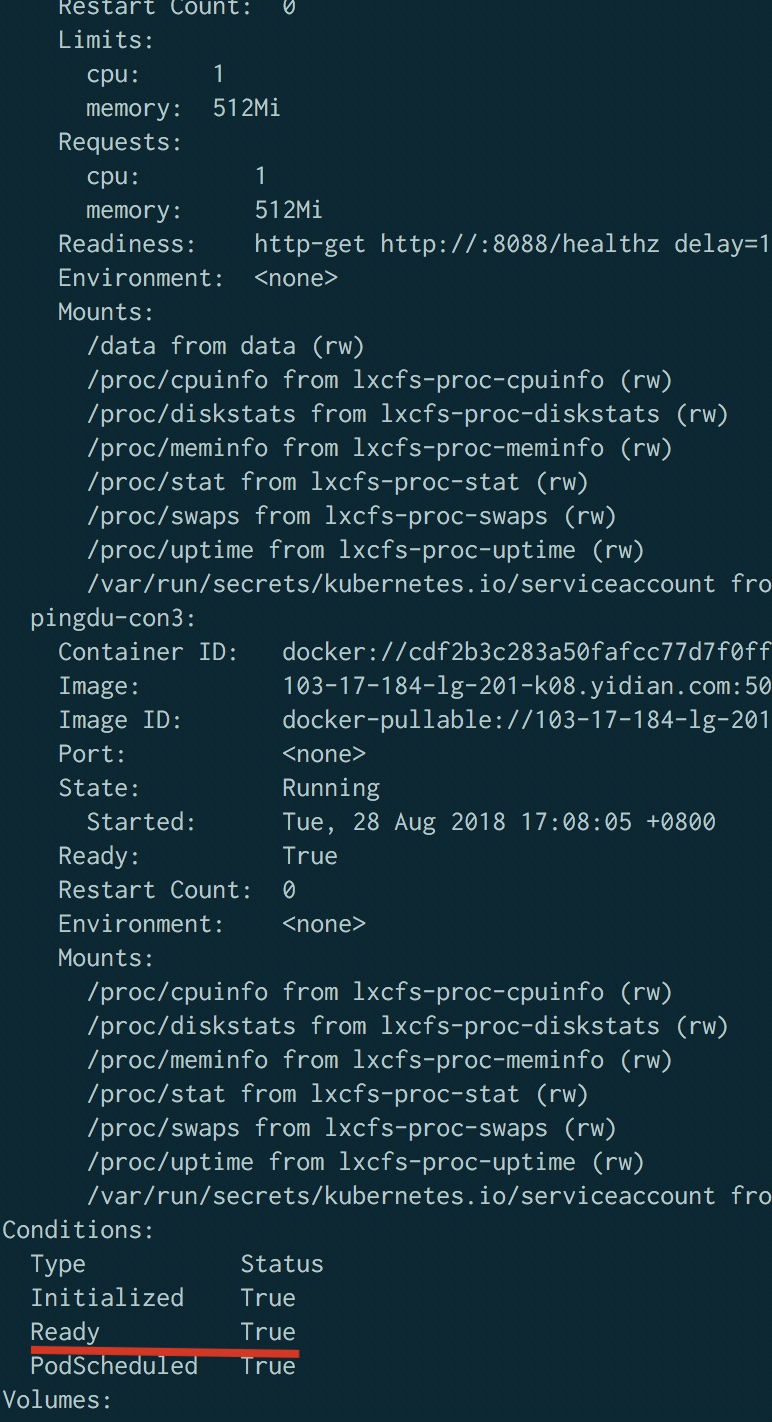 Restart Count:  0
Limits:
cpu:     1
memory:  512Mi
Requests:
cpu:        1
memory:     512Mi
Readiness:    http-get http://:8088/healthz delay=1
Environment:  <none>
Mounts:
/data from data (rw)
/proc/cpuinfo from lxcfs-proc-cpuinfo (rw)
/proc/diskstats from lxcfs-proc-diskstats (rw)
/proc/meminfo from lxcfs-proc-meminfo (rw)
/proc/stat from lxcfs-proc-stat (rw)
/proc/swaps from lxcfs-proc-swaps (rw)
/proc/uptime from lxcfs-proc-uptime (rw)
/var/run/secrets/kubernetes.io/serviceaccount fro
pingdu-con3:
Container ID:   docker://cdf2b3c283a50fafcc77d7f0ff
Image:          103-17-184-lg-201-k08.yidian.com:50
Image ID:       docker-pullable://103-17-184-lg-201
Port:           <none>
State:          Running
Started:      Tue, 28 Aug 2018 17:08:05 +0800
Ready:          True
Restart Count:  0
Environment:    <none>
Mounts:
/proc/cpuinfo from lxcfs-proc-cpuinfo (rw)
/proc/diskstats from lxcfs-proc-diskstats (rw)
/proc/meminfo from lxcfs-proc-meminfo (rw)
/proc/stat from lxcfs-proc-stat (rw)
/proc/swaps from lxcfs-proc-swaps (rw)
/proc/uptime from lxcfs-proc-uptime (rw)
/var/run/secrets/kubernetes.io/serviceaccount fro
Conditions:
Type           Status
Initialized    True
Ready          True
PodScheduled   True
Volumes: